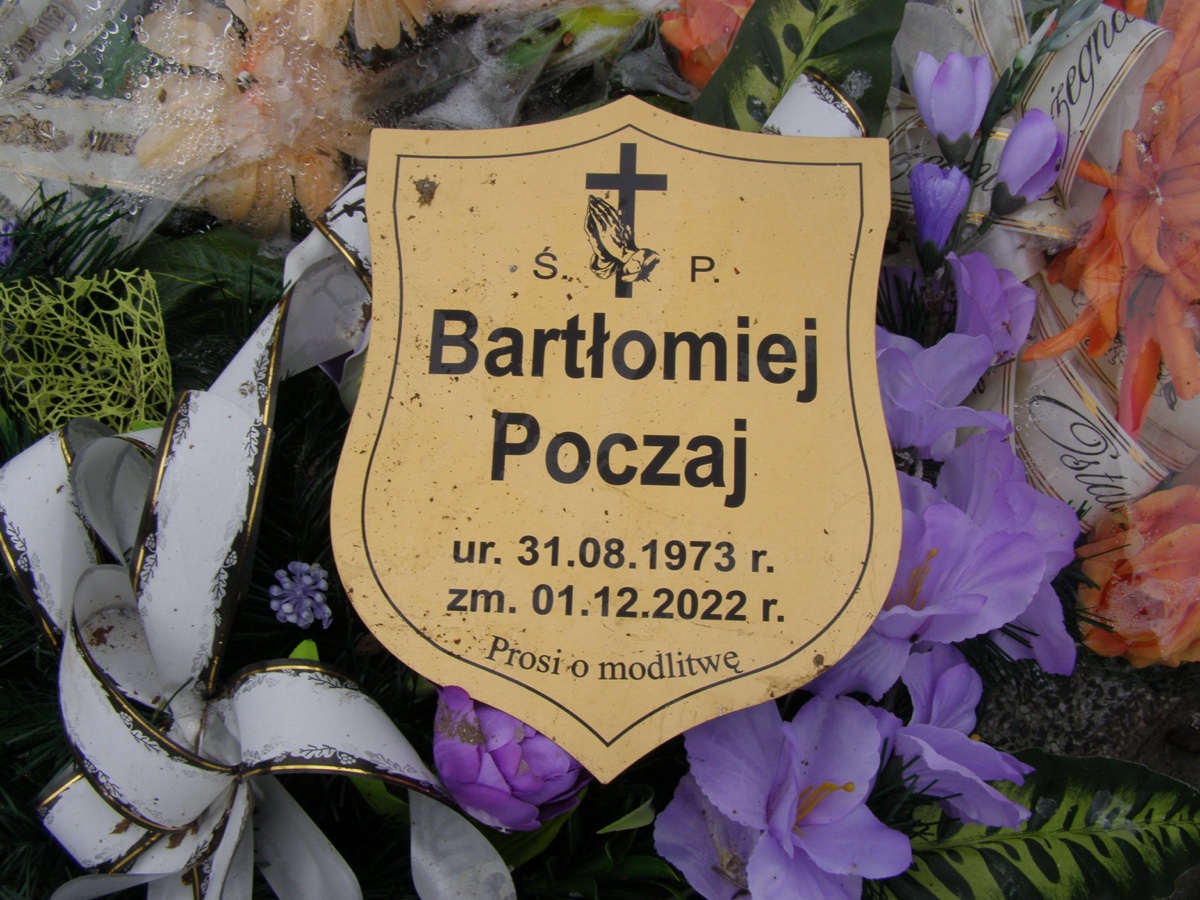 Ś. P.
Bartłomiej
Poczaj
ur. 31.08.1973 r.
zm. 01.12.2022 r.
Prosi o modlitwę